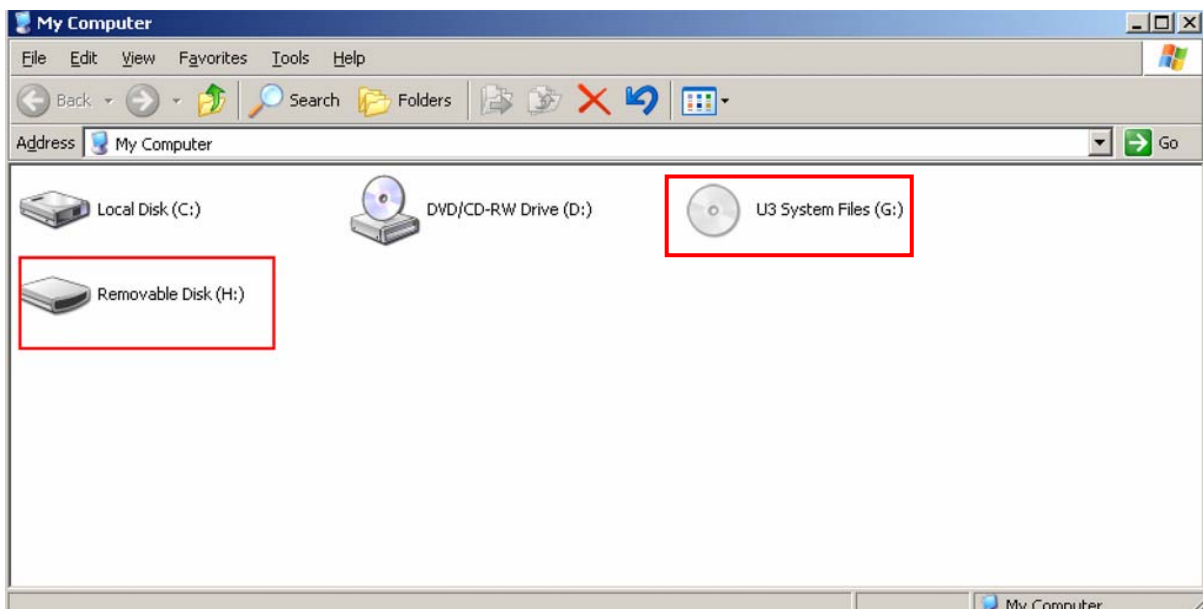 My Computer
File Edit View Favorites Tools Help
Back Search Folders
Address My Computer Go
Local Disk (C:) DVD/CD-RW Drive (D:) U3 System Files (G:)
Removable Disk (H:)
My Computer